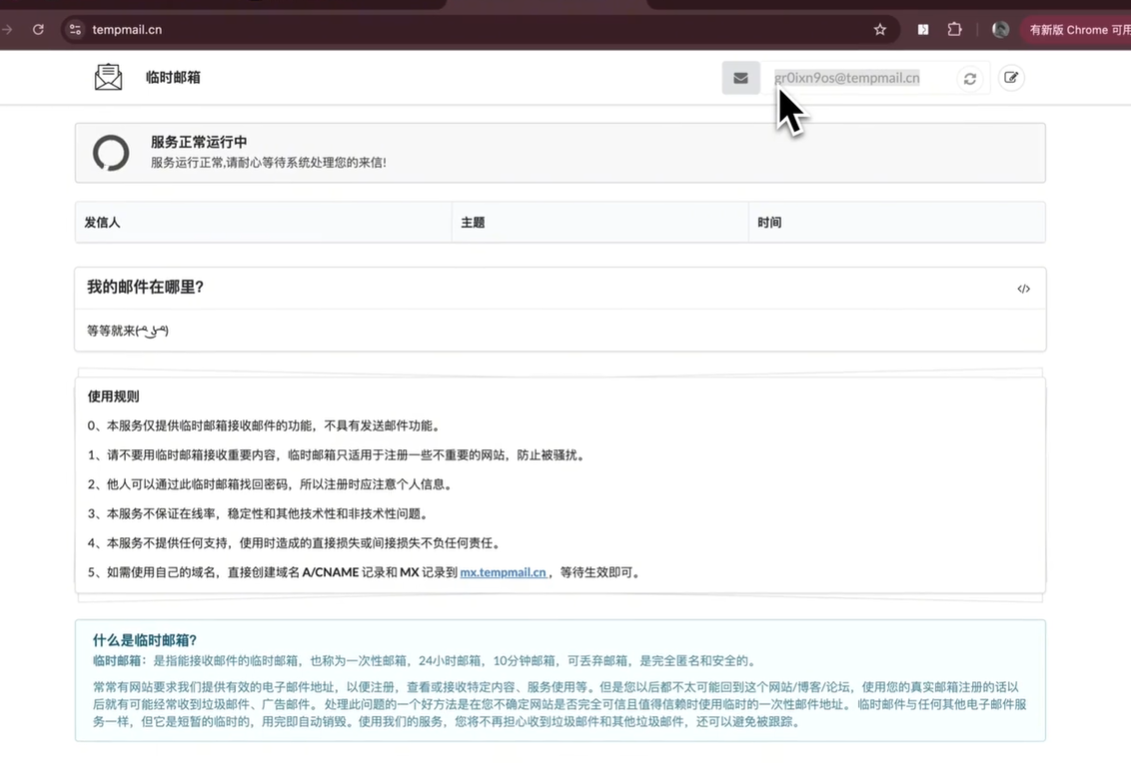 tempmail.cn
有新版 Chrome 可用
临时邮箱
gr0ixn9os@tempmail.cn
服务正常运行中
服务运行正常,请耐心等待系统处理您的来信!
发信人 主题 时间
我的邮件在哪里?
</>
等等就来(͡° ͜ʖ ͡°)
使用规则
0、本服务仅提供临时邮箱接收邮件的功能，不具有发送邮件功能。
1、请不要用临时邮箱接收重要内容，临时邮箱只适用于注册一些不重要的网站，防止被骚扰。
2、他人可以通过此临时邮箱找回密码，所以注册时应注意个人信息。
3、本服务不保证在线率，稳定性和其他技术性和非技术性问题。
4、本服务不提供任何支持，使用时造成的直接损失或间接损失不负任何责任。
5、如需使用自己的域名，直接创建域名 A/CNAME 记录和 MX 记录到 mx.tempmail.cn ，等待生效即可。
什么是临时邮箱?
临时邮箱：是指能接收邮件的临时邮箱，也称为一次性邮箱，24小时邮箱，10分钟邮箱，可丢弃邮箱，是完全匿名和安全的。
常常有网站要求我们提供有效的电子邮件地址，以便注册，查看或接收特定内容、服务使用等。但是您以后都不太可能回到这个网站/博客/论坛，使用您的真实邮箱注册的话以
后就有可能经常收到垃圾邮件、广告邮件。 处理此问题的一个好方法是在您不确定网站是否完全可信且值得信赖时使用临时的一次性邮件地址。 临时邮件与任何其他电子邮件服
务一样，但它是短暂的临时的，用完即自动销毁。使用我们的服务，您将不再担心收到垃圾邮件和其他垃圾邮件，还可以避免被跟踪。